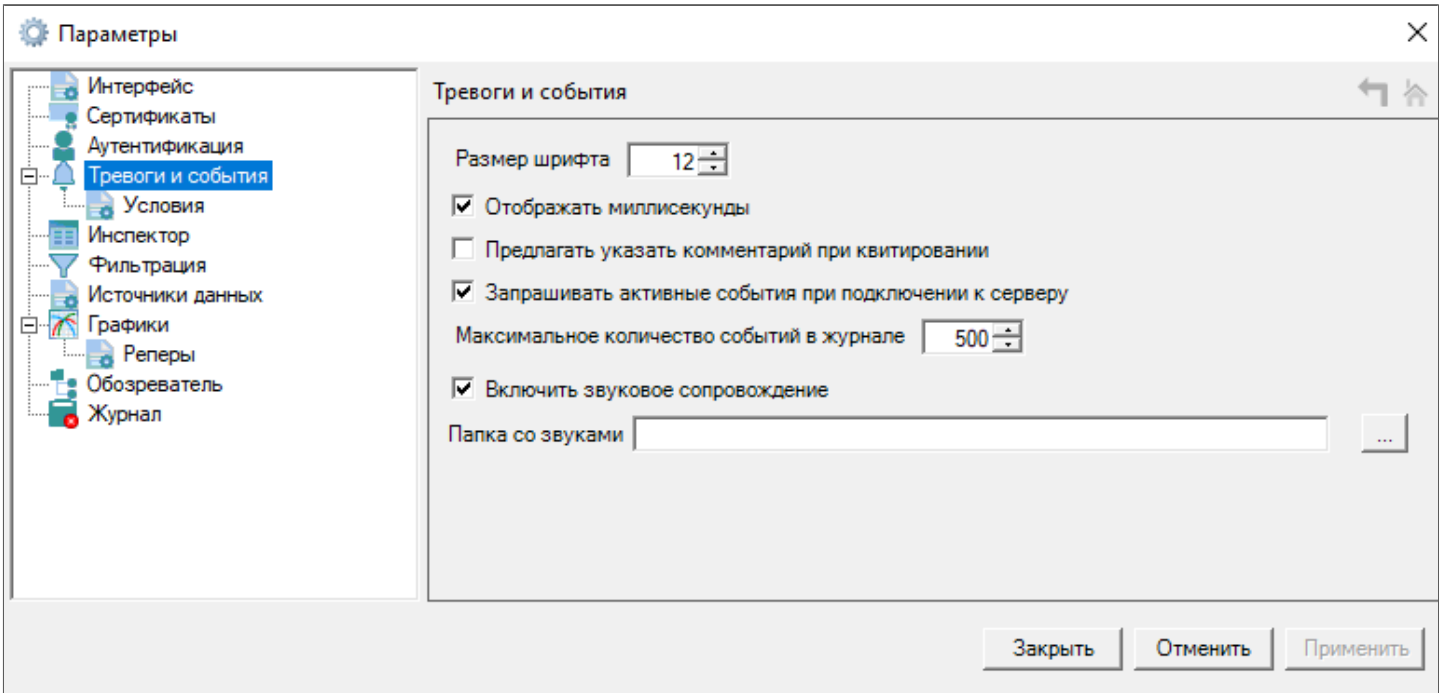 Параметры
Интерфейс
Сертификаты
Аутентификация
Тревоги и события
Условия
Инспектор
Фильтрация
Источники данных
Графики
Реперы
Обозреватель
Журнал
Тревоги и события
Размер шрифта 12
Отображать миллисекунды
Предлагать указать комментарий при квитировании
Запрашивать активные события при подключении к серверу
Максимальное количество событий в журнале 500
Включить звуковое сопровождение
Папка со звуками ...
Закрыть Отменить Применить